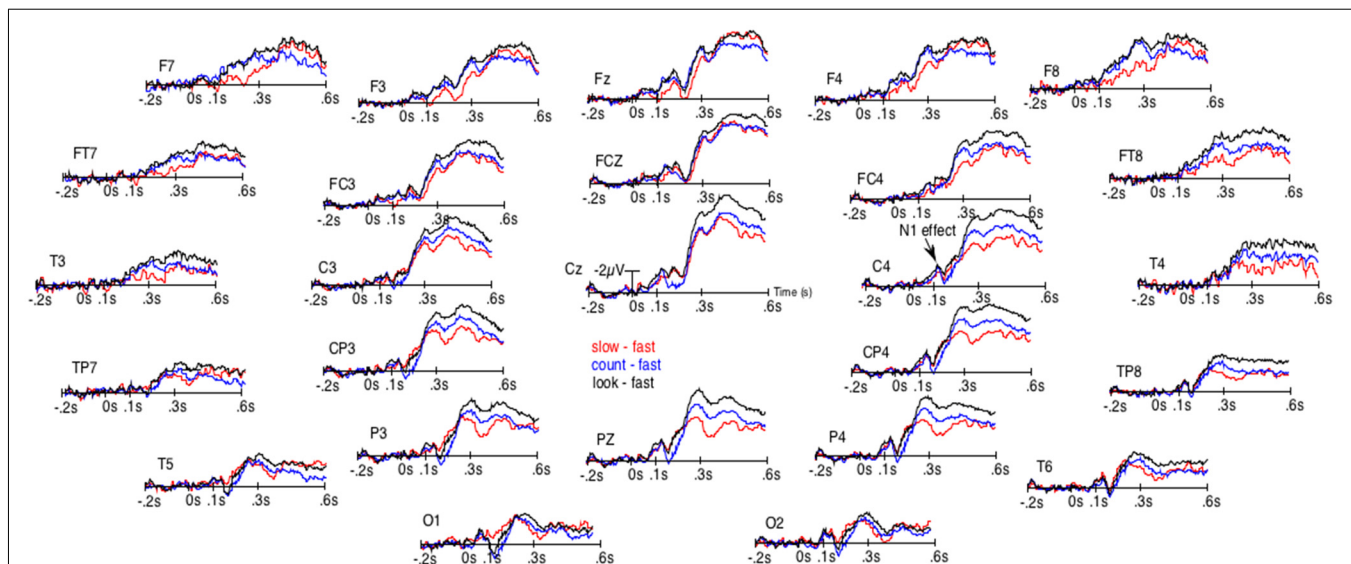 F7
-.2s 0s .1s .3s .6s
F3
-.2s 0s .1s .3s .6s
Fz
-.2s 0s .1s .3s .6s
F4
-.2s 0s .1s .3s .6s
F8
-.2s 0s .1s .3s .6s
FT7
-.2s 0s .1s .3s .6s
FC3
-.2s 0s .1s .3s .6s
FCZ
-.2s 0s .1s .3s .6s
FC4
-.2s 0s .1s .3s .6s
FT8
-.2s 0s .1s .3s .6s
T3
-.2s 0s .1s .3s .6s
C3
-.2s 0s .1s .3s .6s
Cz -2µV
Time (s)
-.2s 0s .1s .3s .6s
N1 effect
C4
-.2s 0s .1s .3s .6s
T4
-.2s 0s .1s .3s .6s
TP7
-.2s 0s .1s .3s .6s
CP3
-.2s 0s .1s .3s .6s
slow - fast
count - fast
look - fast
CP4
-.2s 0s .1s .3s .6s
TP8
-.2s 0s .1s .3s .6s
T5
-.2s 0s .1s .3s .6s
P3
-.2s 0s .1s .3s .6s
PZ
-.2s 0s .1s .3s .6s
P4
-.2s 0s .1s .3s .6s
T6
-.2s 0s .1s .3s .6s
O1
-.2s 0s .1s .3s .6s
O2
-.2s 0s .1s .3s .6s